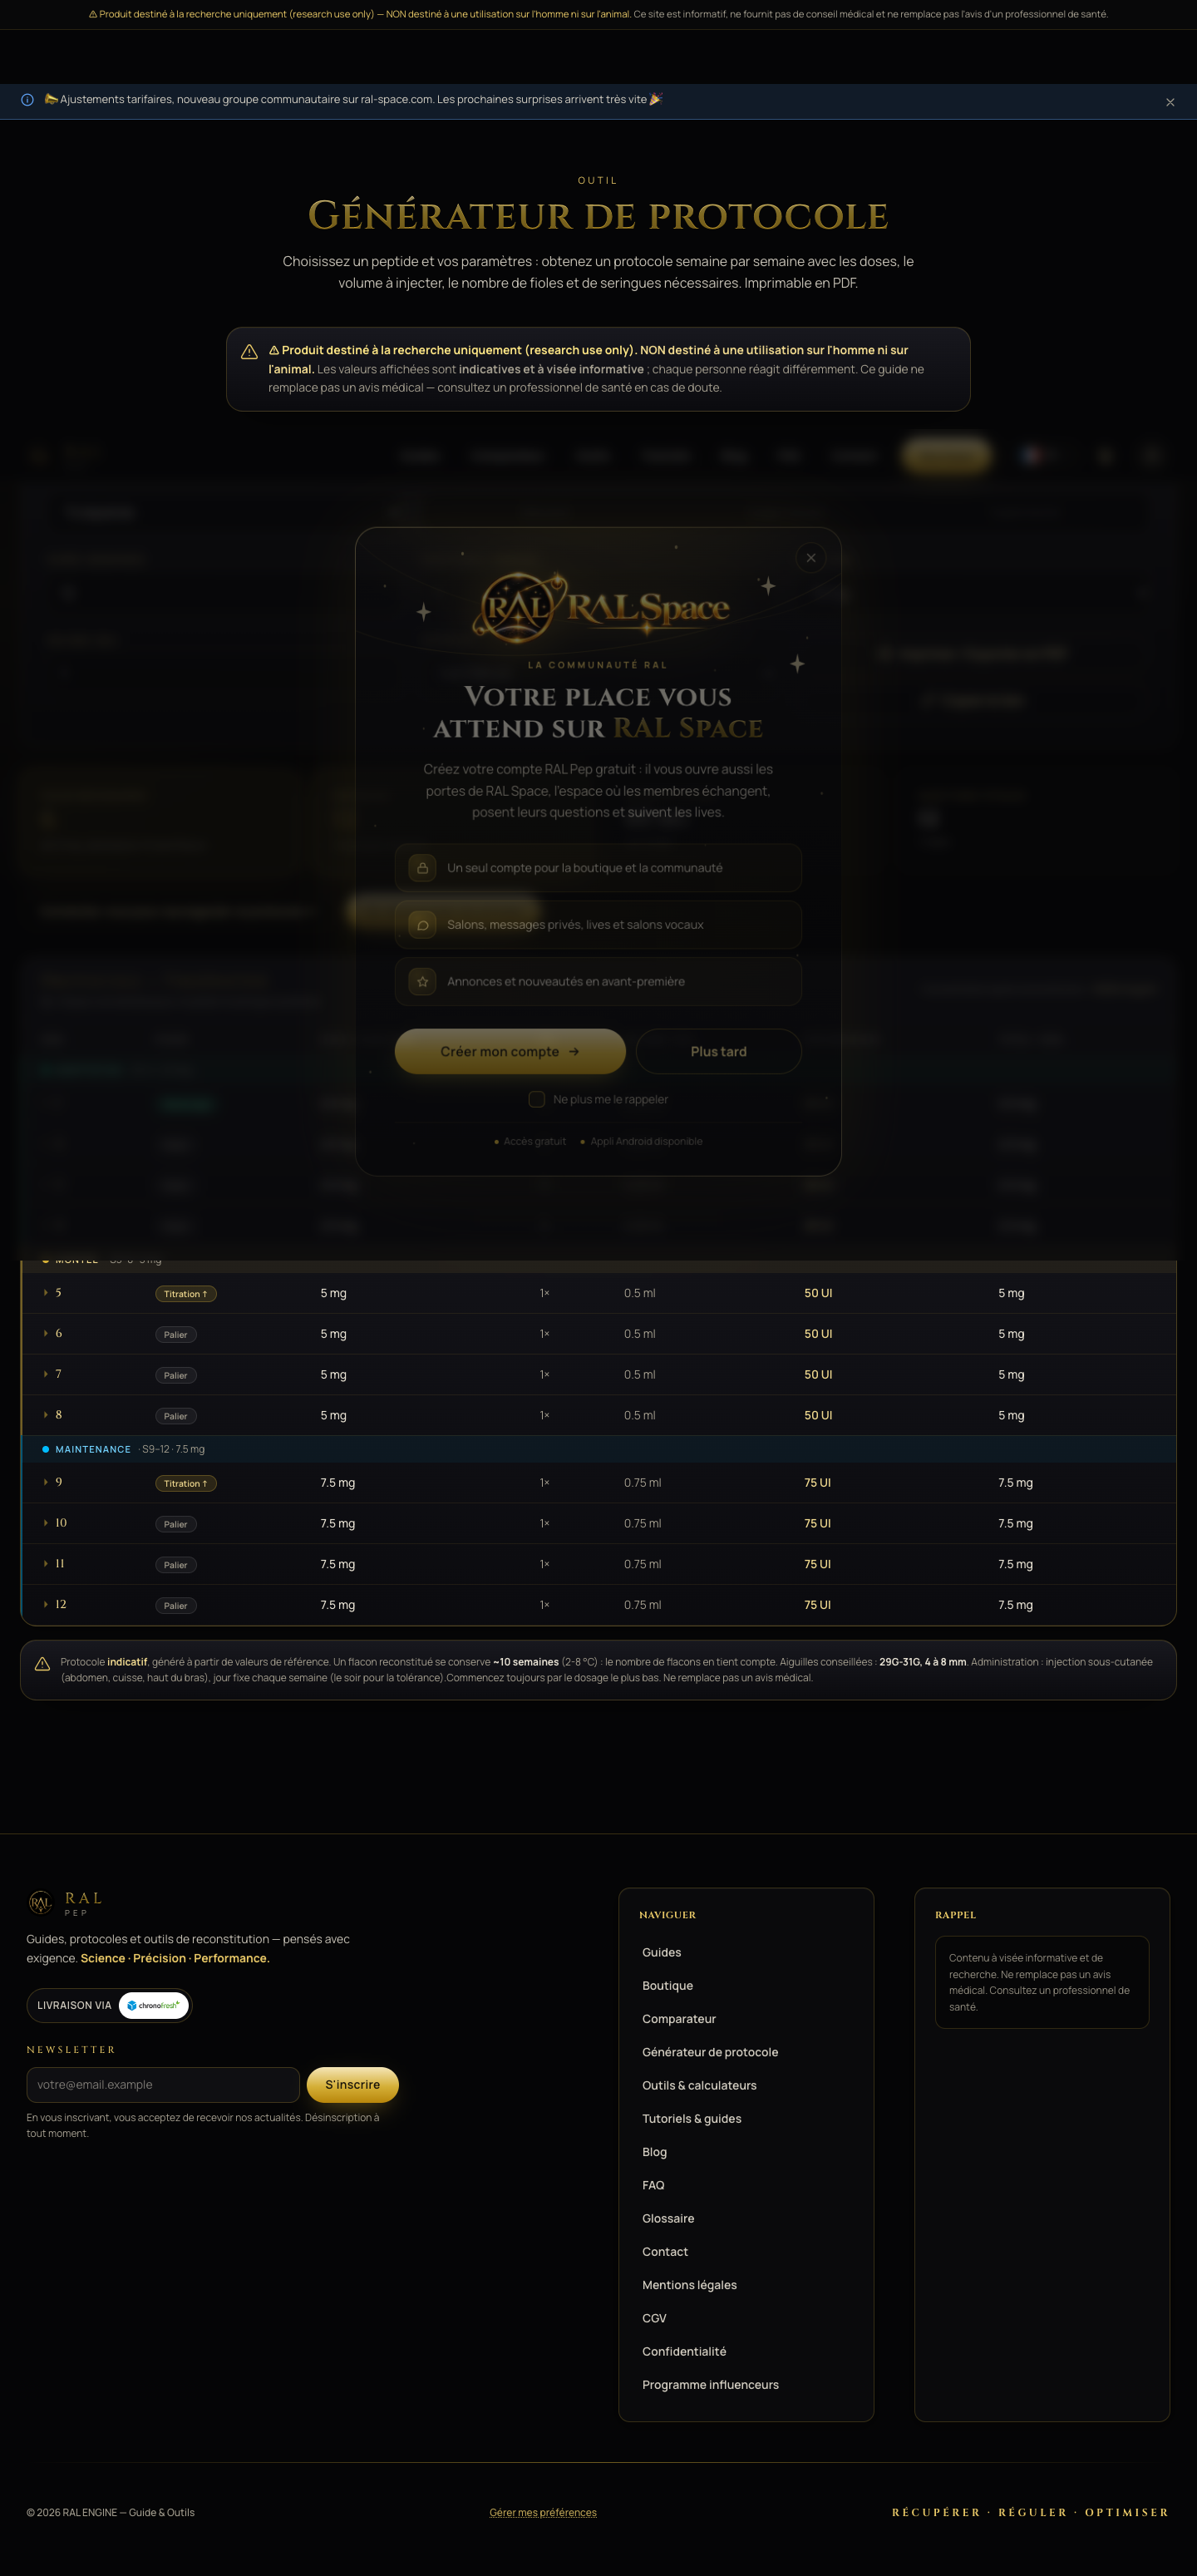 ⚠ Produit destiné à la recherche uniquement (research use only) — NON destiné à une utilisation sur l'homme ni sur l'animal. Ce site est informatif, ne fournit pas de conseil médical et ne remplace pas l'avis d'un professionnel de santé.
Ajustements tarifaires, nouveau groupe communautaire sur ral-space.com. Les prochaines surprises arrivent très vite
OUTIL
Générateur de protocole
Choisissez un peptide et vos paramètres : obtenez un protocole semaine par semaine avec les doses, le
volume à injecter, le nombre de fioles et de seringues nécessaires. Imprimable en PDF.
⚠ Produit destiné à la recherche uniquement (research use only). NON destiné à une utilisation sur l'homme ni sur
l'animal. Les valeurs affichées sont indicatives et à visée informative ; chaque personne réagit différemment. Ce guide ne
remplace pas un avis médical — consultez un professionnel de santé en cas de doute.
RAL RAL Space
LA COMMUNAUTÉ RAL
Votre place vous
attend sur RAL Space
Créez votre compte RAL Pep gratuit : il vous ouvre aussi les
portes de RAL Space, l'espace où les membres échangent,
posent leurs questions et suivent les lives.
Un seul compte pour la boutique et la communauté
Salons, messages privés, lives et salons vocaux
Annonces et nouveautés en avant-première
Créer mon compte →
Plus tard
Ne plus me le rappeler
Accès gratuit
Appli Android disponible
5 Titration ↑ 5 mg 1× 0.5 ml 50 UI 5 mg
6 Palier 5 mg 1× 0.5 ml 50 UI 5 mg
7 Palier 5 mg 1× 0.5 ml 50 UI 5 mg
8 Palier 5 mg 1× 0.5 ml 50 UI 5 mg
MAINTENANCE · S9–12 · 7.5 mg
9 Titration ↑ 7.5 mg 1× 0.75 ml 75 UI 7.5 mg
10 Palier 7.5 mg 1× 0.75 ml 75 UI 7.5 mg
11 Palier 7.5 mg 1× 0.75 ml 75 UI 7.5 mg
12 Palier 7.5 mg 1× 0.75 ml 75 UI 7.5 mg
Protocole indicatif, généré à partir de valeurs de référence. Un flacon reconstitué se conserve ~10 semaines (2-8 °C) : le nombre de flacons en tient compte. Aiguilles conseillées : 29G-31G, 4 à 8 mm. Administration : injection sous-cutanée
(abdomen, cuisse, haut du bras), jour fixe chaque semaine (le soir pour la tolérance).Commencez toujours par le dosage le plus bas. Ne remplace pas un avis médical.
RAL
PEP
Guides, protocoles et outils de reconstitution — pensés avec
exigence. Science · Précision · Performance.
LIVRAISON VIA chronofresh
NEWSLETTER
votre@email.example
S'inscrire
En vous inscrivant, vous acceptez de recevoir nos actualités. Désinscription à
tout moment.
NAVIGUER
Guides
Boutique
Comparateur
Générateur de protocole
Outils & calculateurs
Tutoriels & guides
Blog
FAQ
Glossaire
Contact
Mentions légales
CGV
Confidentialité
Programme influenceurs
RAPPEL
Contenu à visée informative et de
recherche. Ne remplace pas un avis
médical. Consultez un professionnel de
santé.
© 2026 RAL ENGINE — Guide & Outils
Gérer mes préférences
RÉCUPÉRER · RÉGULER · OPTIMISER